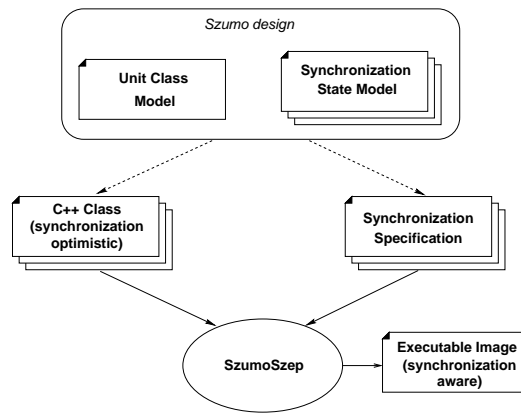 Szumo design
Unit Class
Model
Synchronization
State Model
C++ Class
(synchronization
optimistic)
Synchronization
Specification
SzumoSzep
Executable Image
(synchronization
aware)